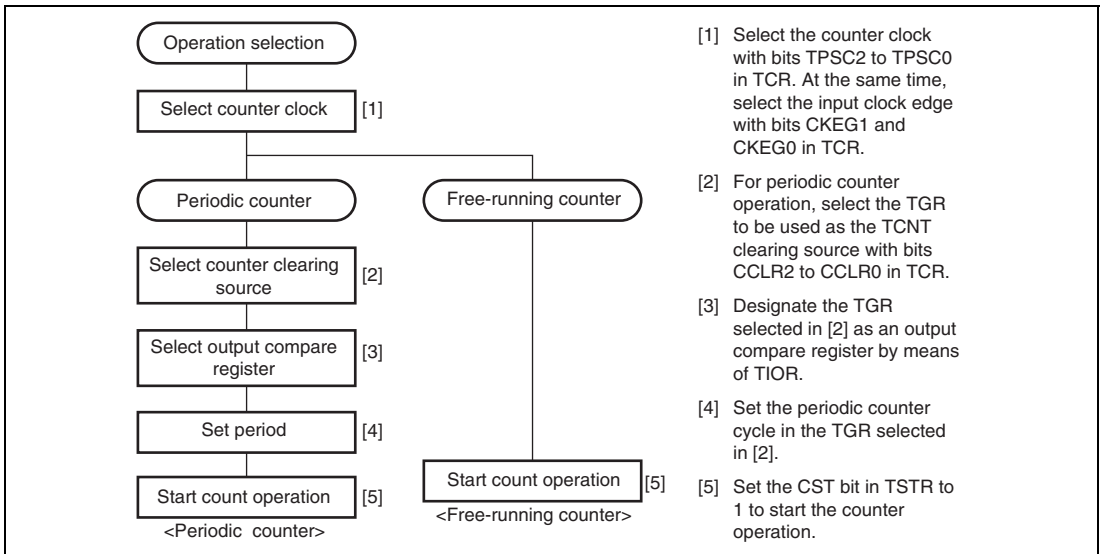 Operation selection
Select counter clock
[1]
Periodic counter
Free-running counter
Select counter clearing
source
[2]
Select output compare
register
[3]
Set period
[4]
Start count operation
[5]
<Periodic counter>
Start count operation
[5]
<Free-running counter>
[1] Select the counter clock
with bits TPSC2 to TPSC0
in TCR. At the same time,
select the input clock edge
with bits CKEG1 and
CKEG0 in TCR.
[2] For periodic counter
operation, select the TGR
to be used as the TCNT
clearing source with bits
CCLR2 to CCLR0 in TCR.
[3] Designate the TGR
selected in [2] as an output
compare register by means
of TIOR.
[4] Set the periodic counter
cycle in the TGR selected
in [2].
[5] Set the CST bit in TSTR to
1 to start the counter
operation.